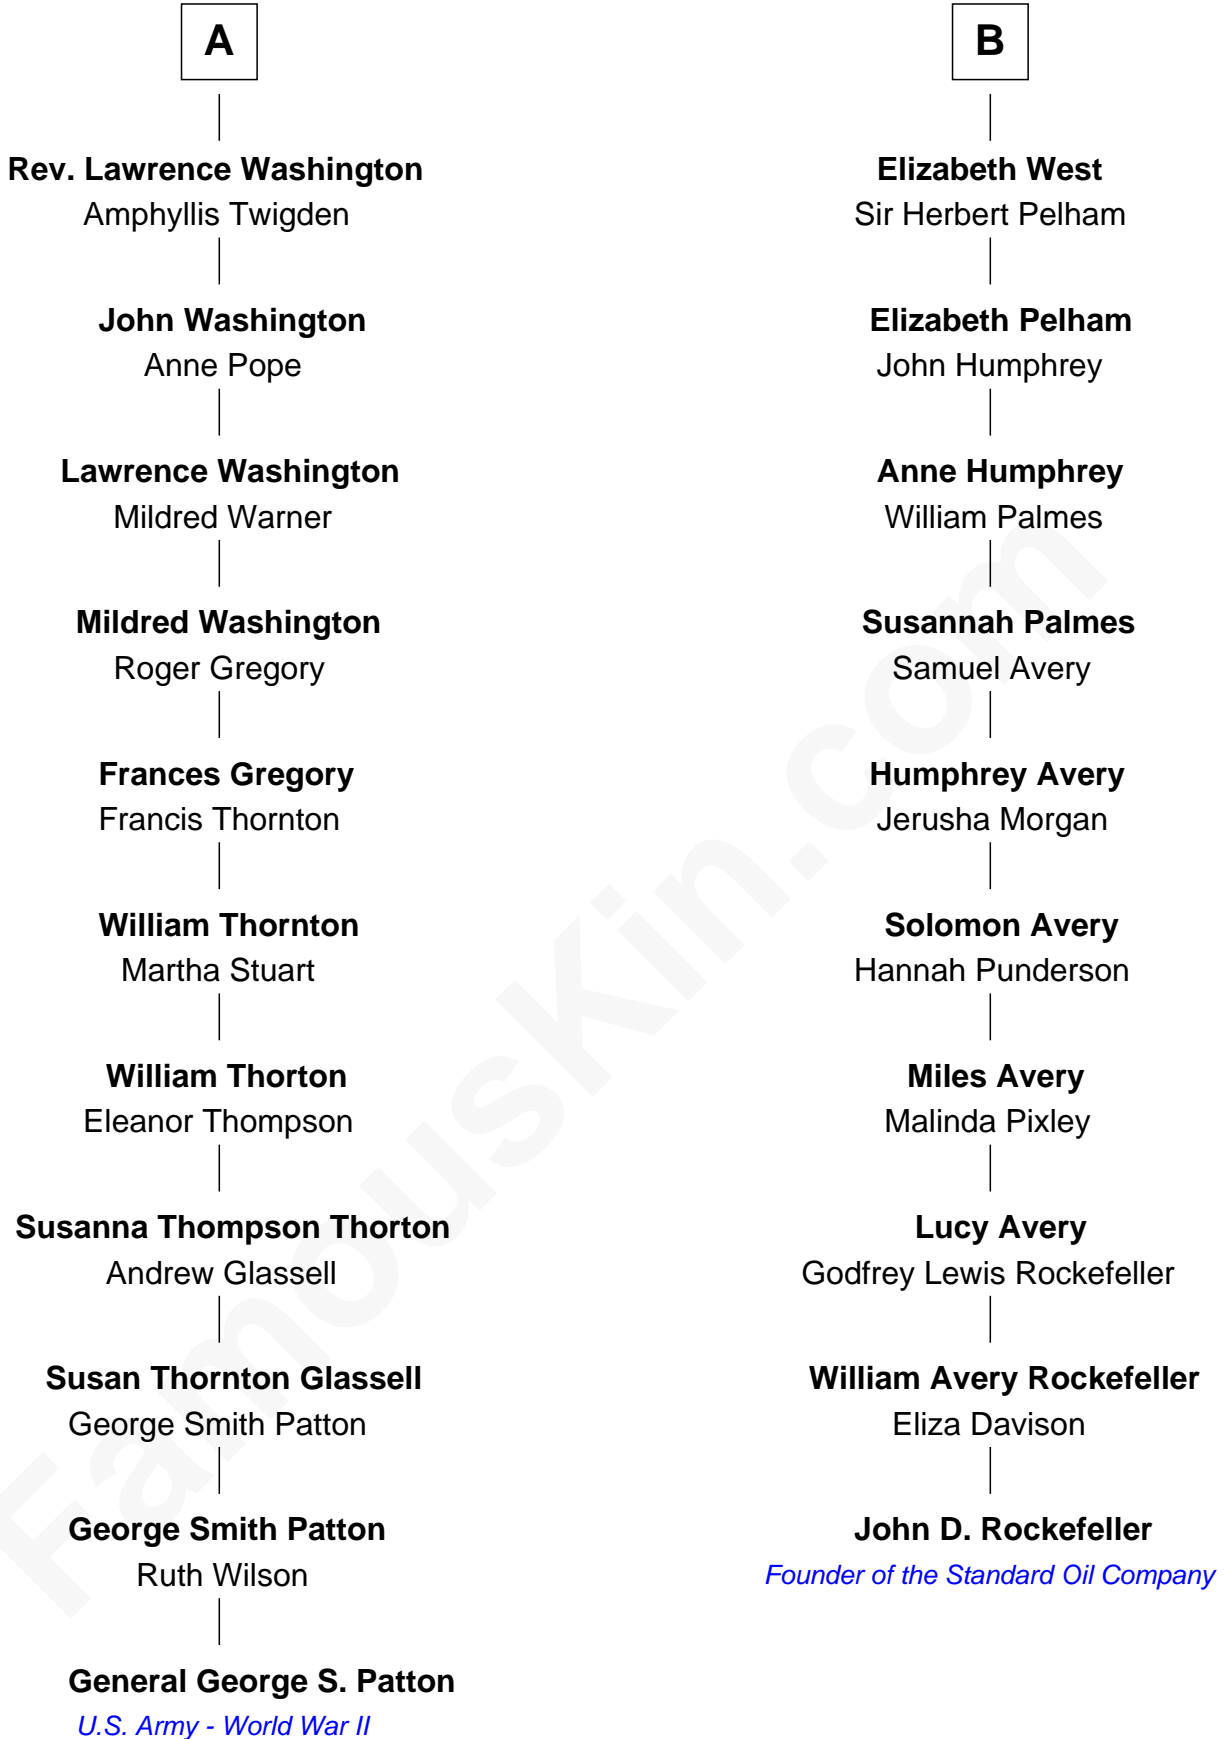 A
Rev. Lawrence Washington
Amphyllis Twigden
John Washington
Anne Pope
Lawrence Washington
Mildred Warner
Mildred Washington
Roger Gregory
Frances Gregory
Francis Thornton
William Thornton
Martha Stuart
William Thorton
Eleanor Thompson
Susanna Thompson Thorton
Andrew Glassell
Susan Thornton Glassell
George Smith Patton
George Smith Patton
Ruth Wilson
General George S. Patton
U.S. Army - World War II
B
Elizabeth West
Sir Herbert Pelham
Elizabeth Pelham
John Humphrey
Anne Humphrey
William Palmes
Susannah Palmes
Samuel Avery
Humphrey Avery
Jerusha Morgan
Solomon Avery
Hannah Punderson
Miles Avery
Malinda Pixley
Lucy Avery
Godfrey Lewis Rockefeller
William Avery Rockefeller
Eliza Davison
John D. Rockefeller
Founder of the Standard Oil Company
FamousKin.com